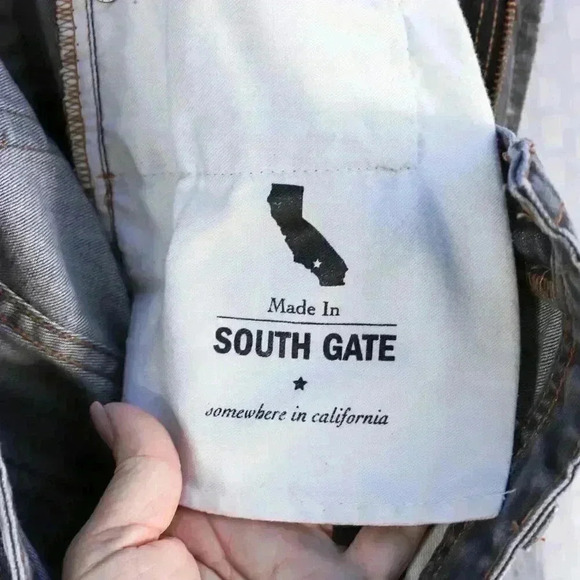 Made In
SOUTH GATE
somewhere in california